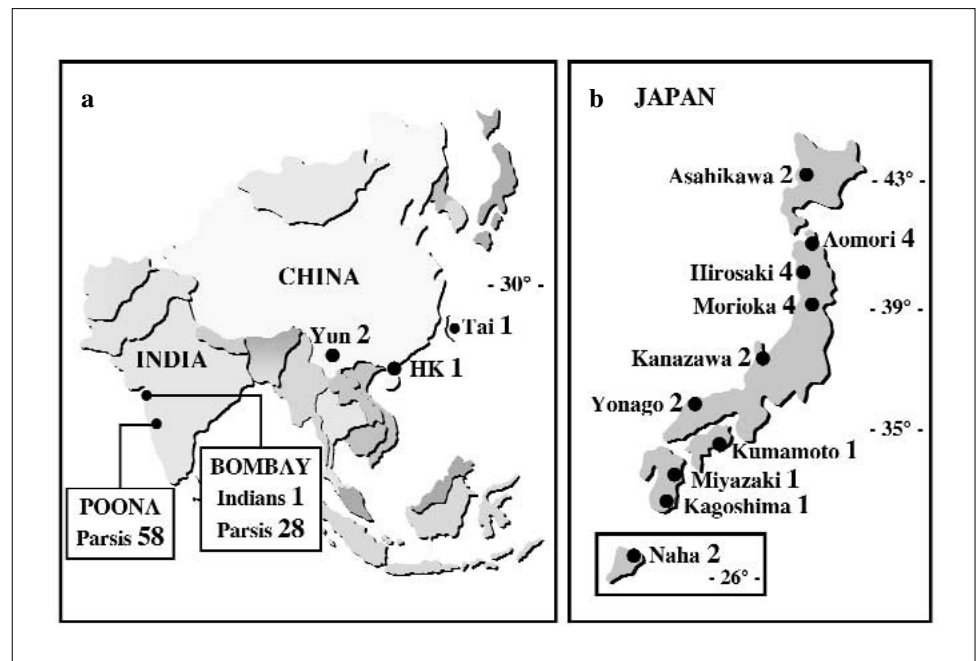 a
CHINA
- 30° -
Yun 2
Tai 1
INDIA
HK 1
POONA
Parsis 58
BOMBAY
Indians 1
Parsis 28
b JAPAN
Asahikawa 2
- 43° -
Aomori 4
Hirosaki 4
Morioka 4
- 39° -
Kanazawa 2
Yonago 2
- 35° -
Kumamoto 1
Miyazaki 1
Kagoshima 1
Naha 2
- 26° -